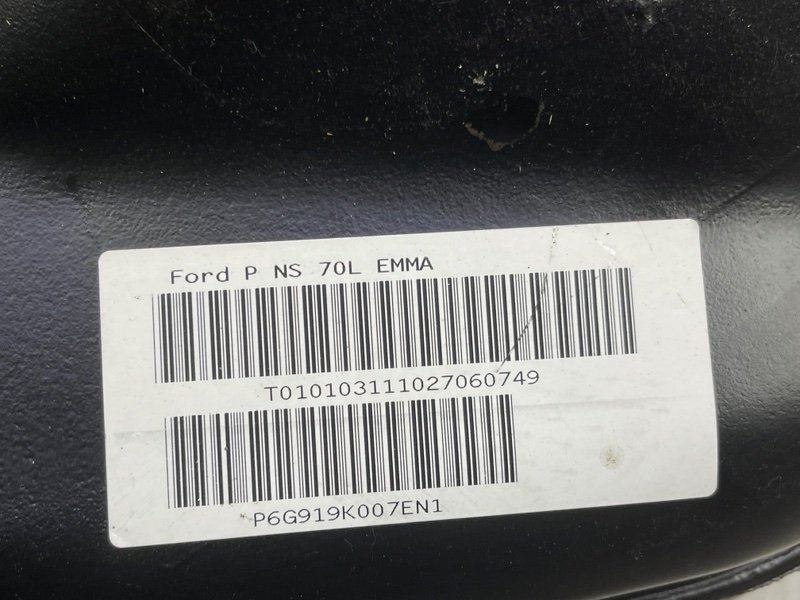 Ford P NS 70L EMMA
T010103111027060749
P6G919K007EN1